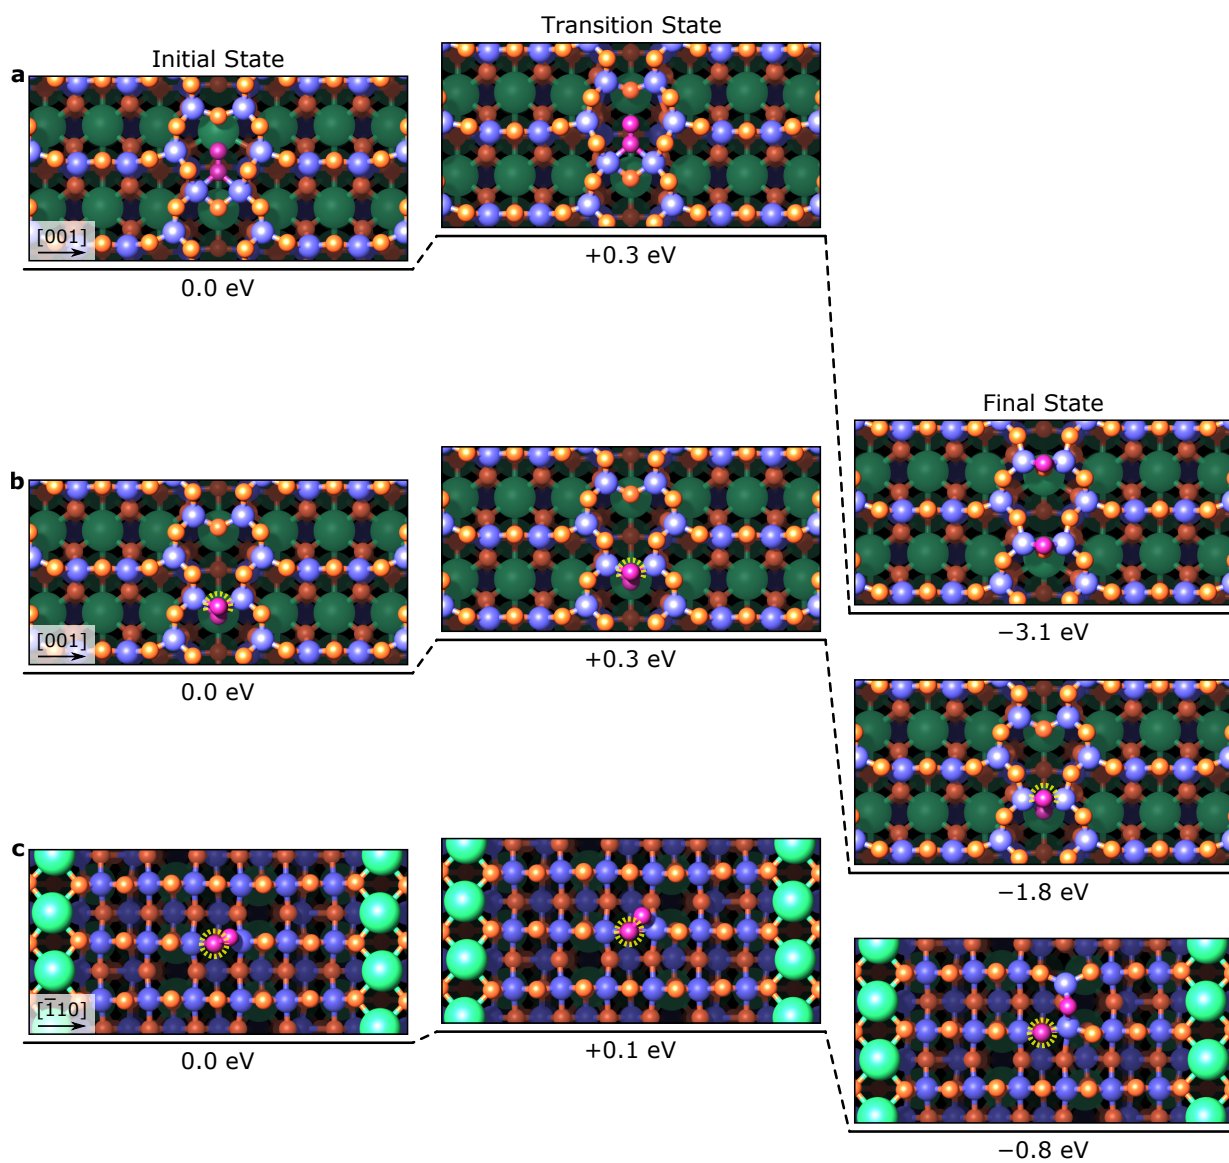 Transition State
Initial State
a
[001]
0.0 eV
+0.3 eV
Final State
b
[001]
0.0 eV
+0.3 eV
−3.1 eV
c
[1̄10]
0.0 eV
+0.1 eV
−1.8 eV
−0.8 eV